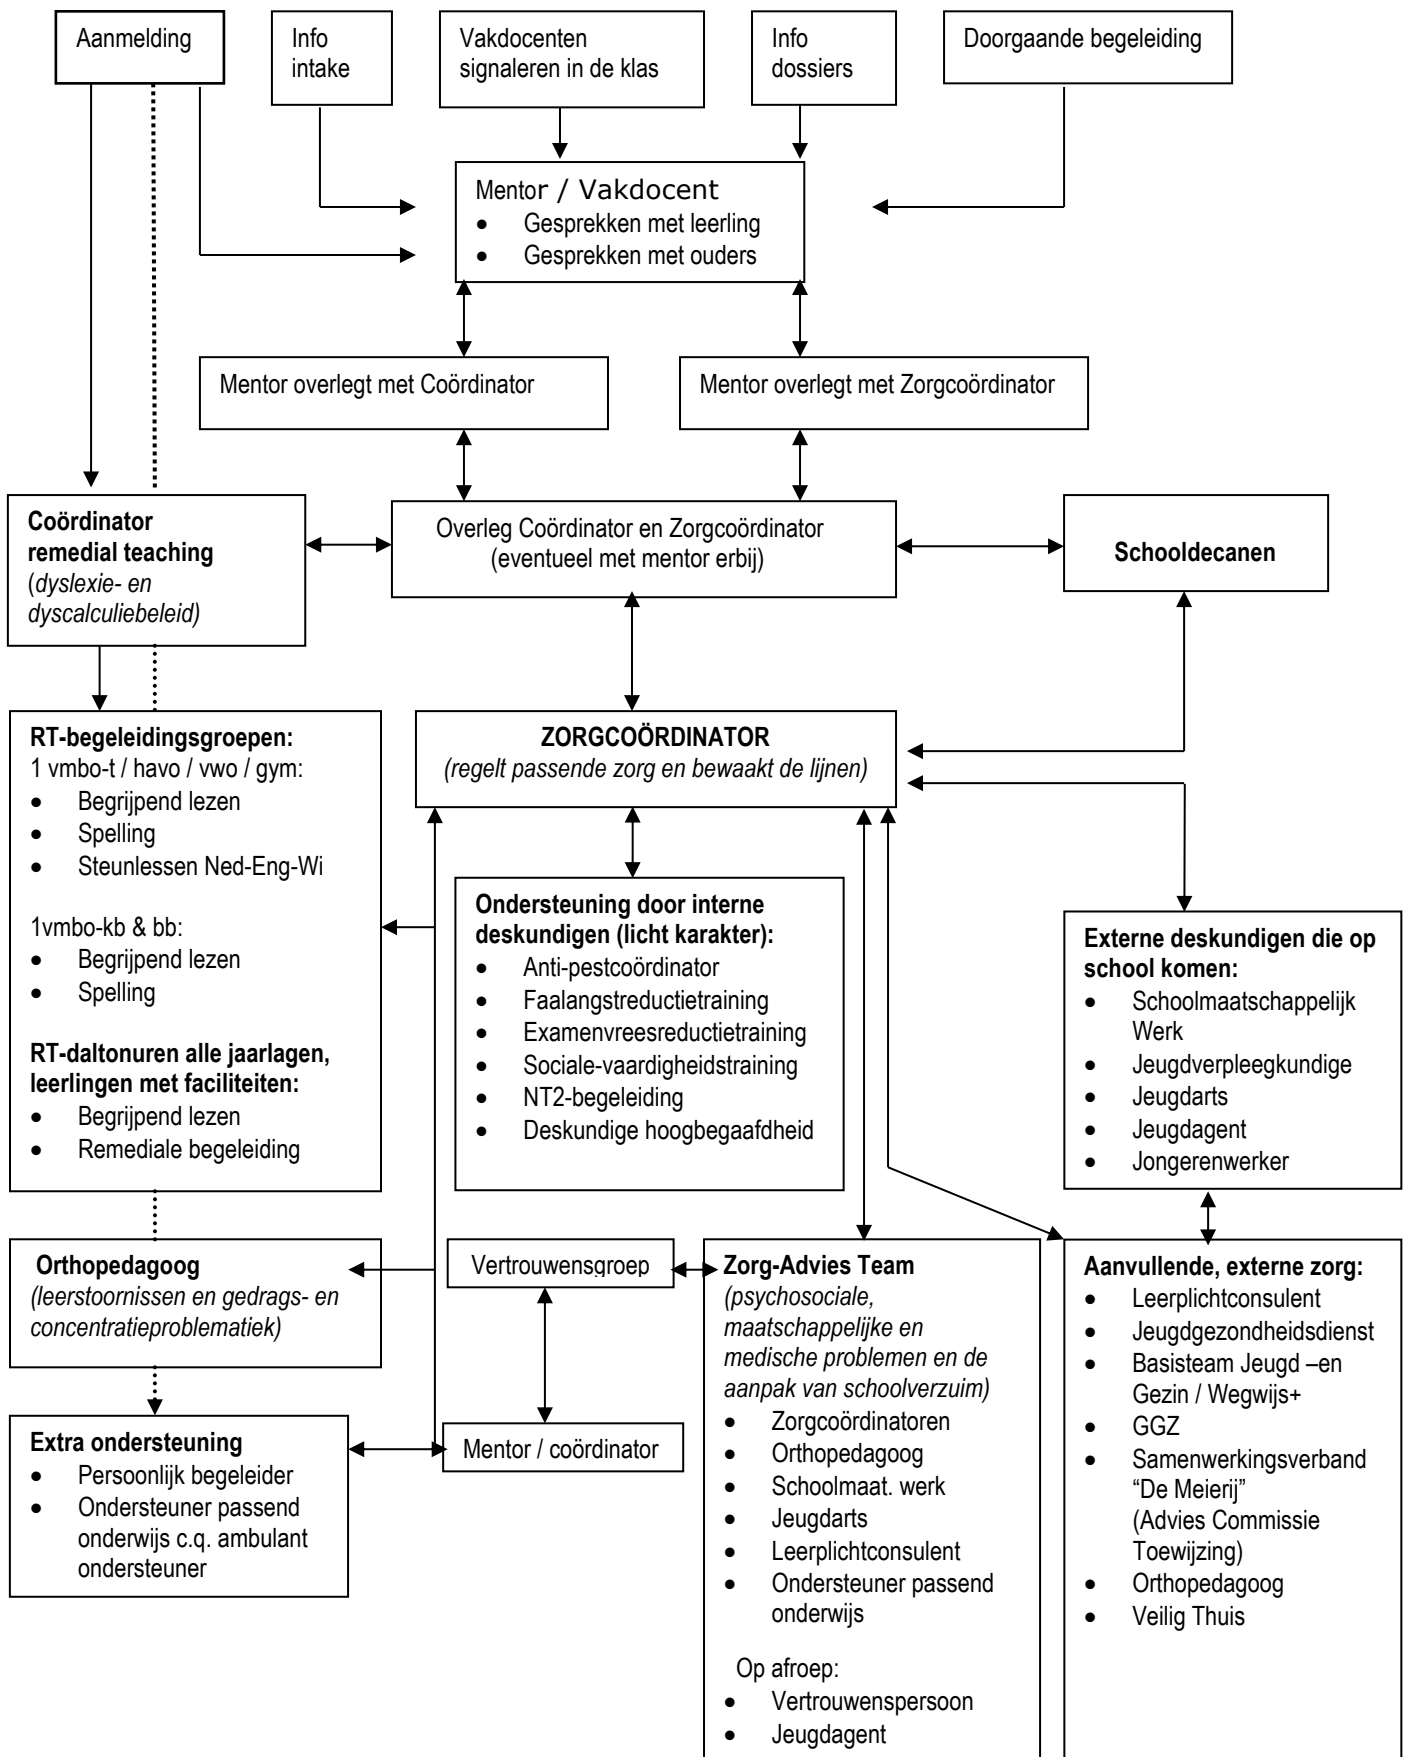 Aanmelding
Info
intake
Vakdocenten
signaleren in de klas
Info
dossiers
Doorgaande begeleiding
Mentor / Vakdocent
• Gesprekken met leerling
• Gesprekken met ouders
Mentor overlegt met Coördinator
Mentor overlegt met Zorgcoördinator
Coördinator
remedial teaching
(dyslexie- en
dyscalculiebeleid)
Overleg Coördinator en Zorgcoördinator
(eventueel met mentor erbij)
Schooldecanen
RT-begeleidingsgroepen:
1 vmbo-t / havo / vwo / gym:
• Begrijpend lezen
• Spelling
• Steunlessen Ned-Eng-Wi
1vmbo-kb & bb:
• Begrijpend lezen
• Spelling
RT-daltonuren alle jaarlagen,
leerlingen met faciliteiten:
• Begrijpend lezen
• Remediale begeleiding
ZORGCOÖRDINATOR
(regelt passende zorg en bewaakt de lijnen)
Ondersteuning door interne
deskundigen (licht karakter):
• Anti-pestcoördinator
• Faalangstreductietraining
• Examenvreesreductietraining
• Sociale-vaardigheidstraining
• NT2-begeleiding
• Deskundige hoogbegaafdheid
Externe deskundigen die op
school komen:
• Schoolmaatschappelijk
Werk
• Jeugdverpleegkundige
• Jeugdarts
• Jeugdagent
• Jongerenwerker
Orthopedagoog
(leerstoornissen en gedrags- en
concentratieproblematiek)
Vertrouwensgroep
Extra ondersteuning
• Persoonlijk begeleider
• Ondersteuner passend
onderwijs c.q. ambulant
ondersteuner
Mentor / coördinator
Zorg-Advies Team
(psychosociale,
maatschappelijke en
medische problemen en de
aanpak van schoolverzuim)
• Zorgcoördinatoren
• Orthopedagoog
• Schoolmaat. werk
• Jeugdarts
• Leerplichtconsulent
• Ondersteuner passend
onderwijs
Op afroep:
• Vertrouwenspersoon
• Jeugdagent
Aanvullende, externe zorg:
• Leerplichtconsulent
• Jeugdgezondheidsdienst
• Basisteam Jeugd –en
Gezin / Wegwijs+
• GGZ
• Samenwerkingsverband
“De Meierij”
(Advies Commissie
Toewijzing)
• Orthopedagoog
• Veilig Thuis